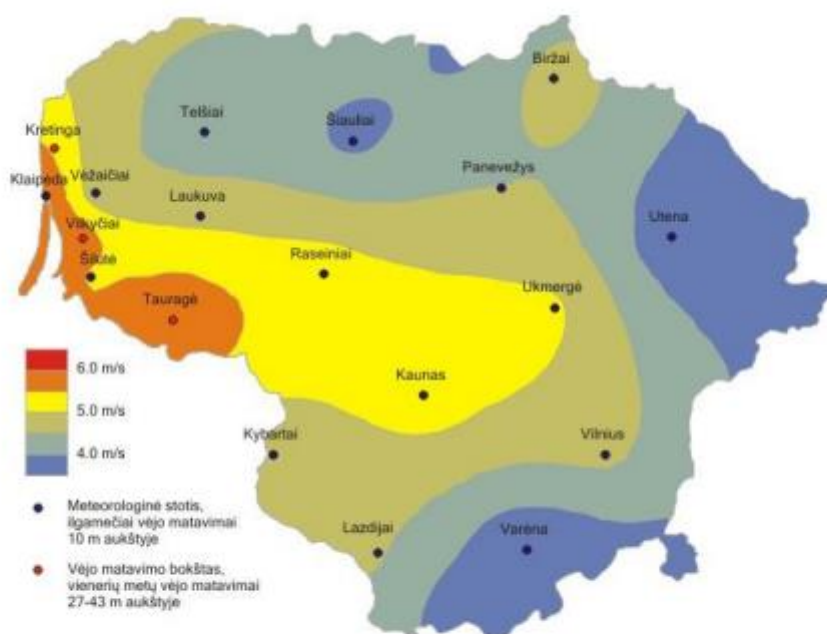 Biržai
Telšiai
Šiauliai
Kretinga
Panevėžys
Klaipėda
Vėžaičiai
Laukuva
Utena
Vilkyčiai
Šilutė
Raseiniai
Tauragė
Ukmergė
6.0 m/s
Kaunas
5.0 m/s
Kybartai
Vilnius
4.0 m/s
Meteorologinė stotis,
ilgamečiai vėjo matavimai
10 m aukštyje
Lazdijai
Varėna
Vėjo matavimo bokštas,
vienerių metų vėjo matavimai
27-43 m aukštyje